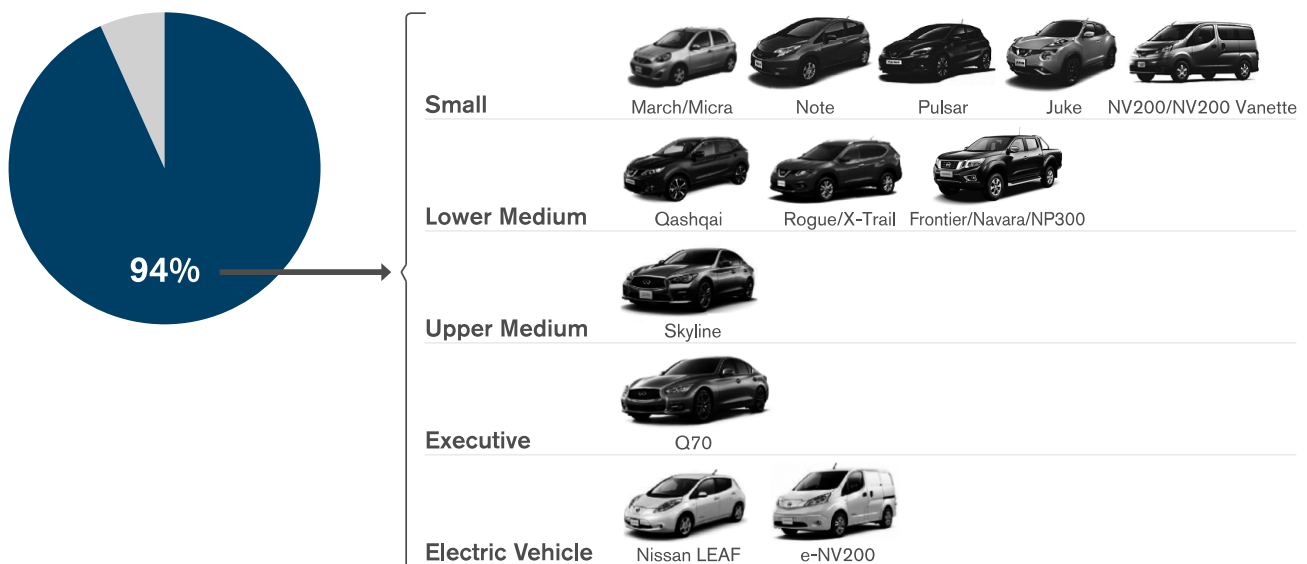 94%
Small
March/Micra
Note
Pulsar
Juke
NV200/NV200 Vanette
Lower Medium
Qashqai
Rogue/X-Trail
Frontier/Navara/NP300
Upper Medium
Skyline
Executive
Q70
Electric Vehicle
Nissan LEAF
e-NV200